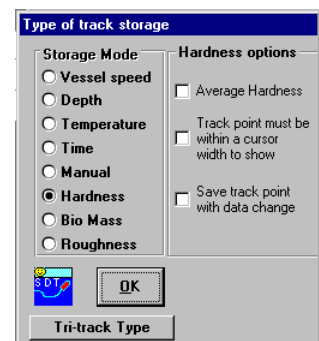 Type of track storage
Storage Mode
Vessel speed
Depth
Temperature
Time
Manual
Hardness
Bio Mass
Roughness
Hardness options
Average Hardness
Track point must be
within a cursor
width to show
Save track point
with data change
SDT
OK
Tri-track Type